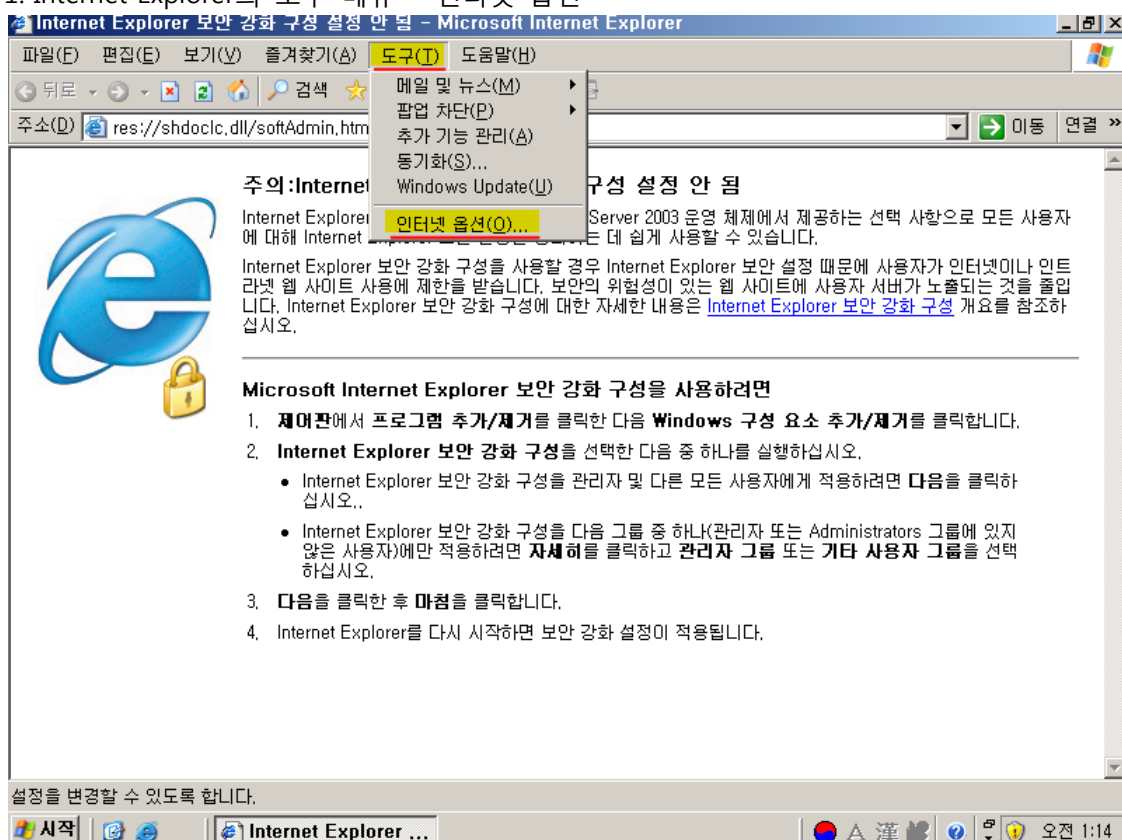 1. Internet Explorer의 도구 메뉴 - 인터넷 옵션
Internet Explorer 보안 강화 구성 설정 안 됨 - Microsoft Internet Explorer
파일(F) 편집(E) 보기(V) 즐겨찾기(A) 도구(T) 도움말(H)
뒤로 검색
메일 및 뉴스(M)
팝업 차단(P)
추가 기능 관리(A)
동기화(S)...
Windows Update(U)
인터넷 옵션(O)...
주소(D) res://shdoclc.dll/softAdmin.htm 이동 연결 »
주의:Internet 구성 설정 안 됨
Internet Explorer Server 2003 운영 체제에서 제공하는 선택 사항으로 모든 사용자
에 대해 Internet 는 데 쉽게 사용할 수 있습니다.
Internet Explorer 보안 강화 구성을 사용할 경우 Internet Explorer 보안 설정 때문에 사용자가 인터넷이나 인트
라넷 웹 사이트 사용에 제한을 받습니다. 보안의 위험성이 있는 웹 사이트에 사용자 서버가 노출되는 것을 줄입
니다. Internet Explorer 보안 강화 구성에 대한 자세한 내용은 Internet Explorer 보안 강화 구성 개요를 참조하
십시오.
Microsoft Internet Explorer 보안 강화 구성을 사용하려면
1. 제어판에서 프로그램 추가/제거를 클릭한 다음 Windows 구성 요소 추가/제거를 클릭합니다.
2. Internet Explorer 보안 강화 구성을 선택한 다음 중 하나를 실행하십시오.
● Internet Explorer 보안 강화 구성을 관리자 및 다른 모든 사용자에게 적용하려면 다음을 클릭하
십시오..
● Internet Explorer 보안 강화 구성을 다음 그룹 중 하나(관리자 또는 Administrators 그룹에 있지
않은 사용자)에만 적용하려면 자세히를 클릭하고 관리자 그룹 또는 기타 사용자 그룹을 선택
하십시오.
3. 다음을 클릭한 후 마침을 클릭합니다.
4. Internet Explorer를 다시 시작하면 보안 강화 설정이 적용됩니다.
설정을 변경할 수 있도록 합니다.
시작 Internet Explorer ... A 漢 오전 1:14